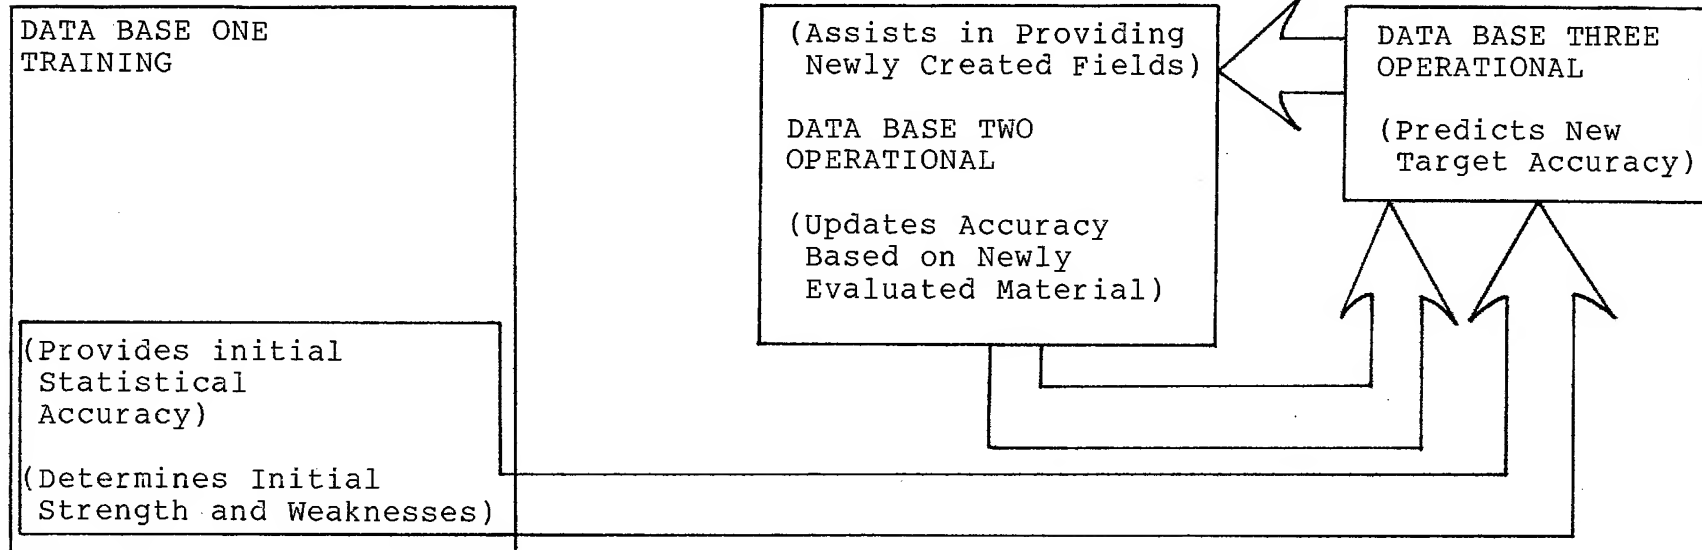 DATA BASE ONE
TRAINING
(Provides initial
Statistical
Accuracy)
(Determines Initial
Strength and Weaknesses)
(Assists in Providing
Newly Created Fields)
DATA BASE TWO
OPERATIONAL
(Updates Accuracy
Based on Newly
Evaluated Material)
DATA BASE THREE
OPERATIONAL
(Predicts New
Target Accuracy)